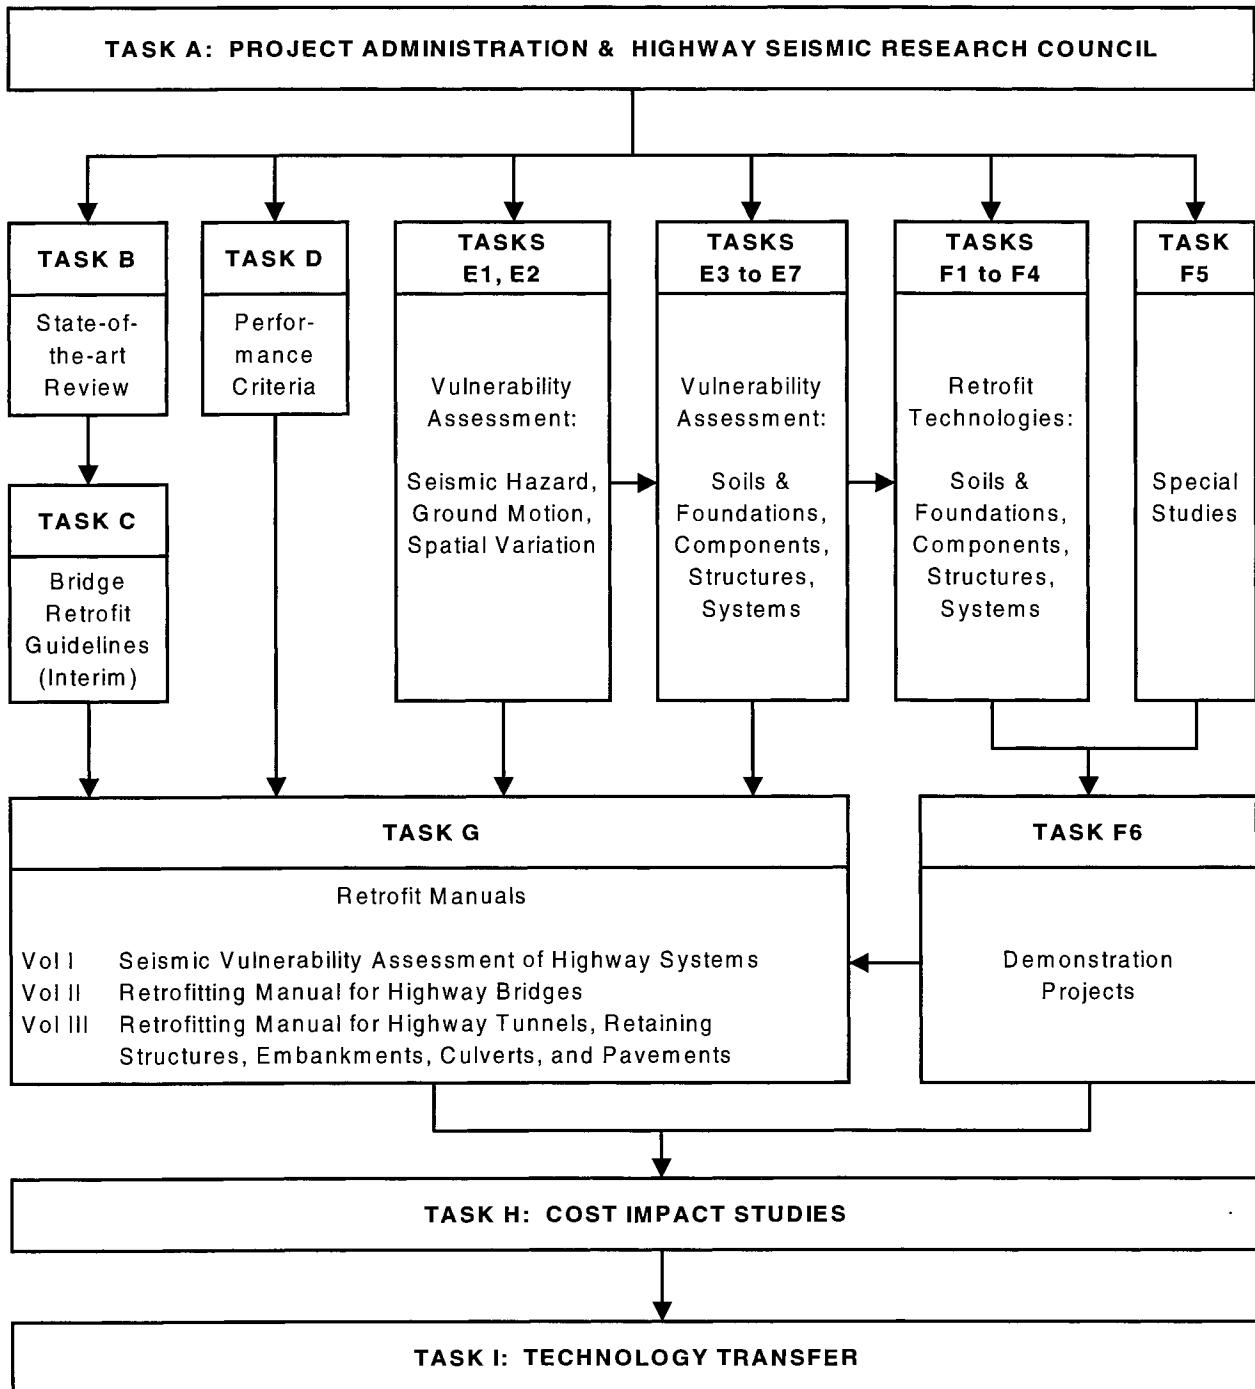 TASK A: PROJECT ADMINISTRATION & HIGHWAY SEISMIC RESEARCH COUNCIL
TASK B
State-of-
the-art
Review
TASK D
Perfor-
mance
Criteria
TASKS
E1, E2
Vulnerability
Assessment:
Seismic Hazard,
Ground Motion,
Spatial Variation
TASKS
E3 to E7
Vulnerability
Assessment:
Soils &
Foundations,
Components,
Structures,
Systems
TASKS
F1 to F4
Retrofit
Technologies:
Soils &
Foundations,
Components,
Structures,
Systems
TASK
F5
Special
Studies
TASK C
Bridge
Retrofit
Guidelines
(Interim)
TASK G
Retrofit Manuals
Vol I Seismic Vulnerability Assessment of Highway Systems
Vol II Retrofitting Manual for Highway Bridges
Vol III Retrofitting Manual for Highway Tunnels, Retaining
Structures, Embankments, Culverts, and Pavements
TASK F6
Demonstration
Projects
TASK H: COST IMPACT STUDIES
TASK I: TECHNOLOGY TRANSFER